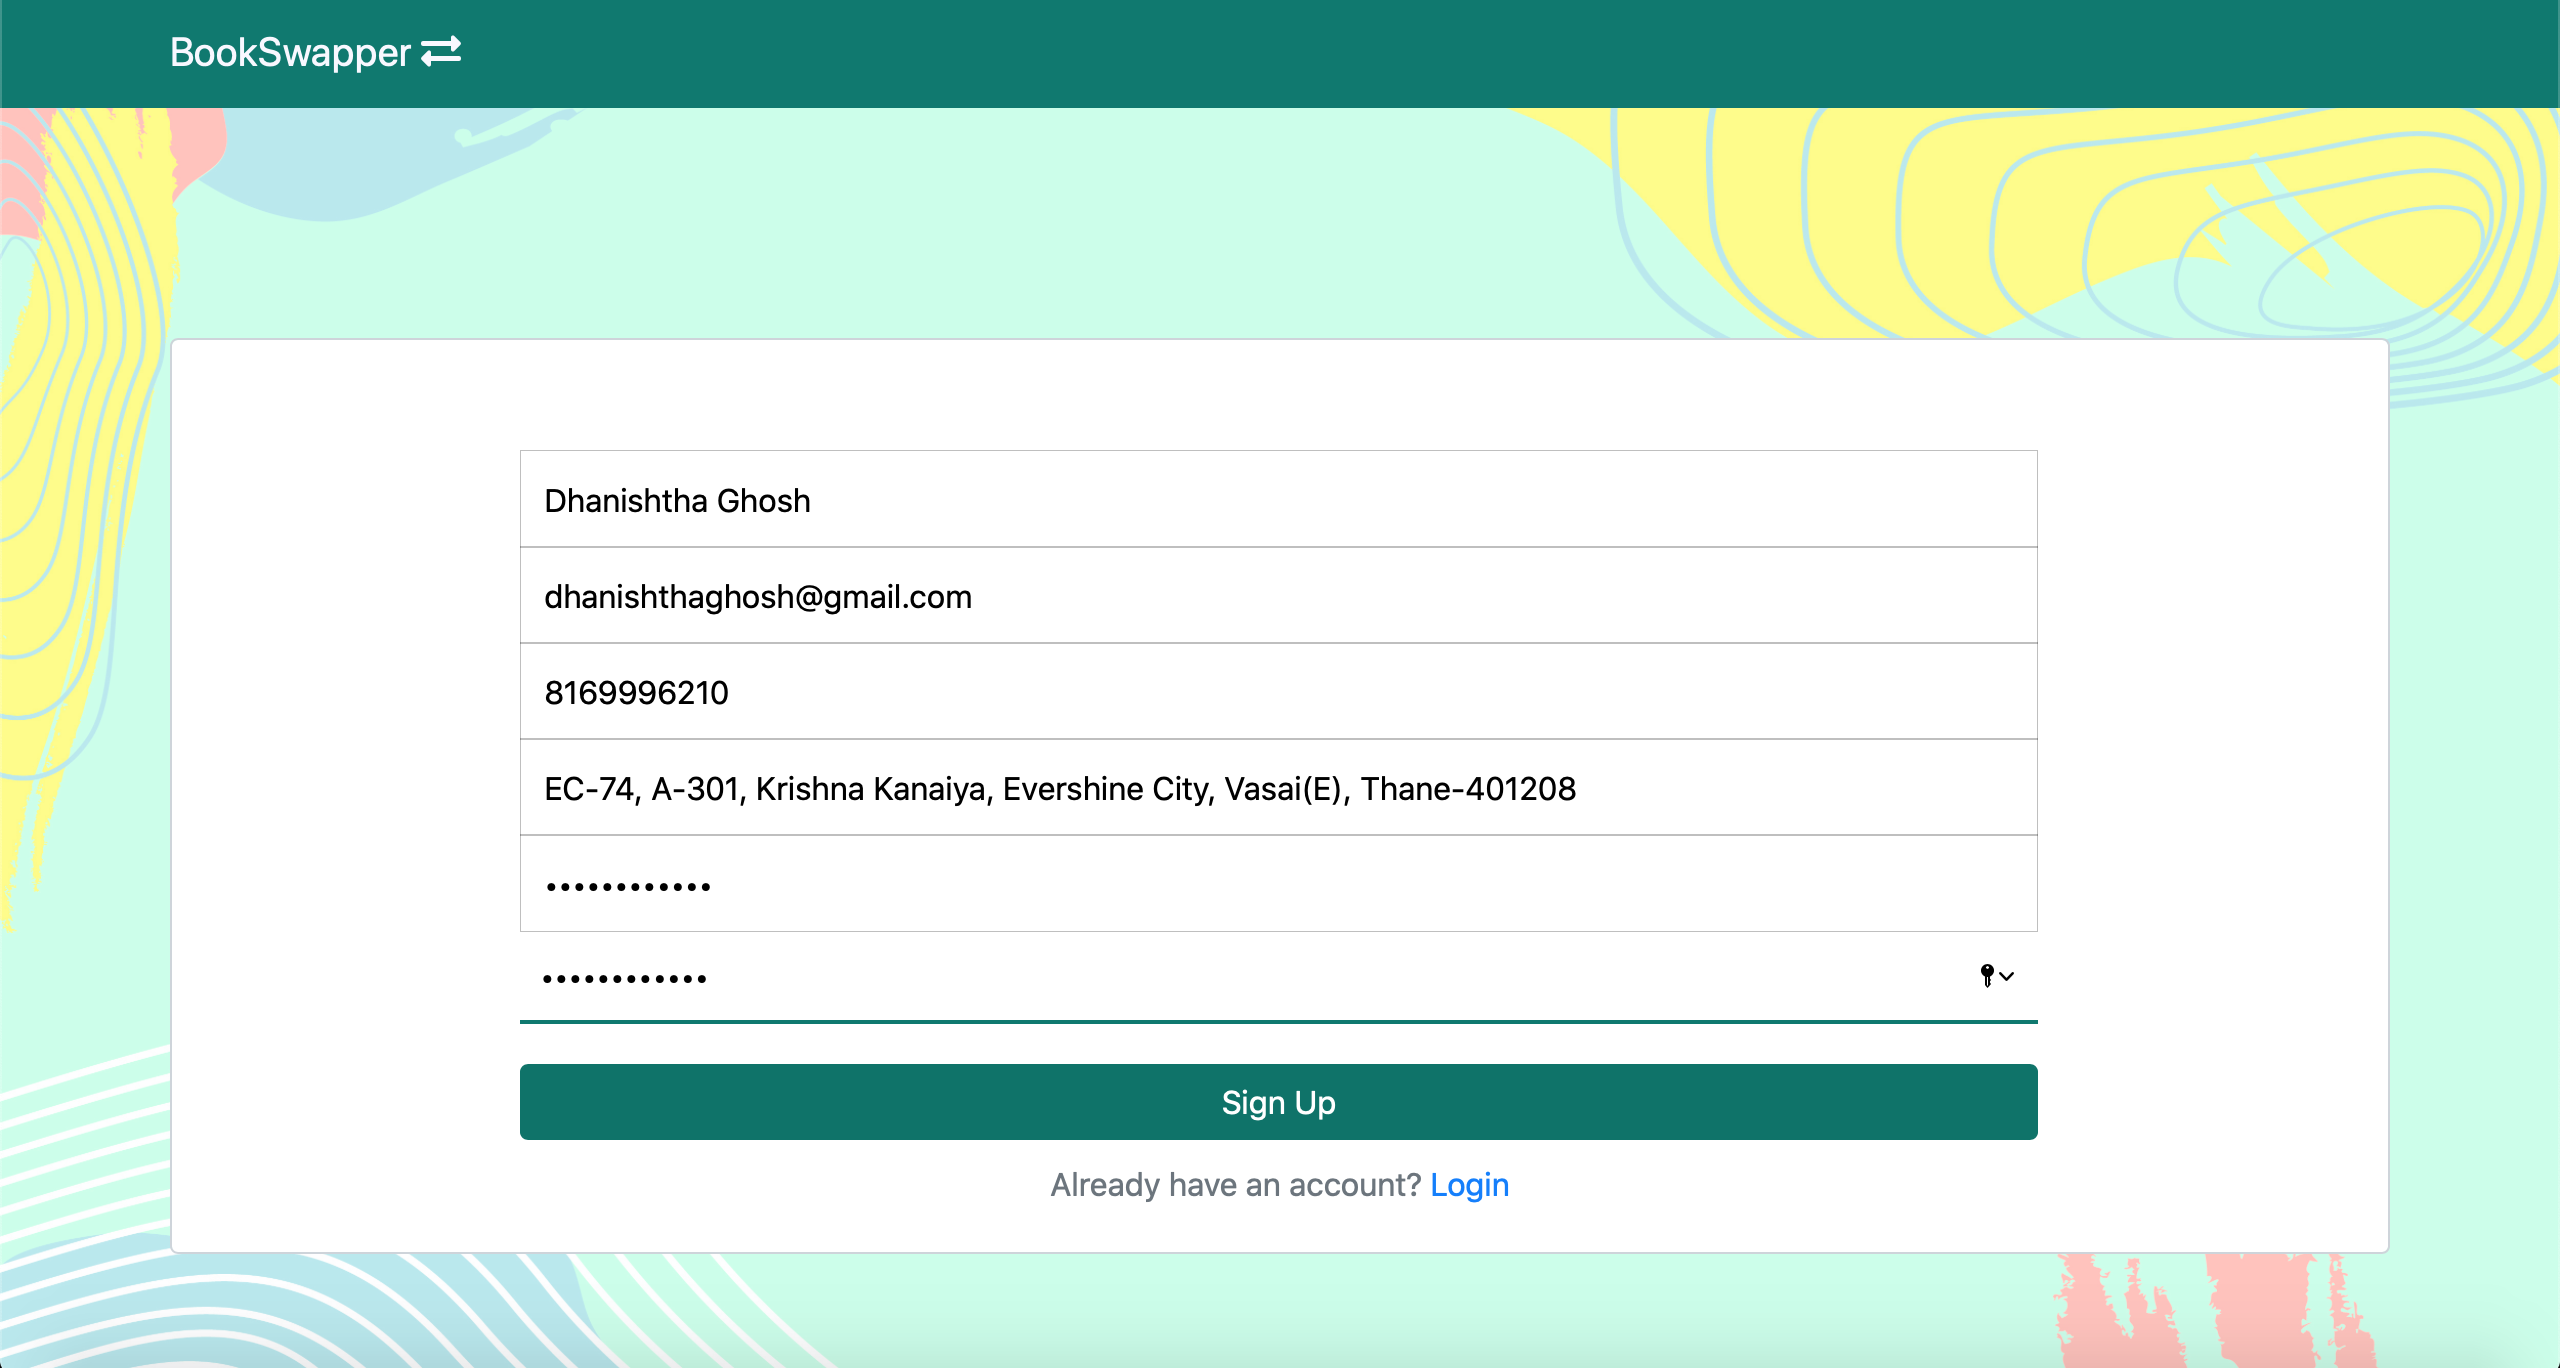 BookSwapper
Dhanishtha Ghosh
dhanishthaghosh@gmail.com
8169996210
EC-74, A-301, Krishna Kanaiya, Evershine City, Vasai(E), Thane-401208
••••••••••••
••••••••••••
Sign Up
Already have an account? Login